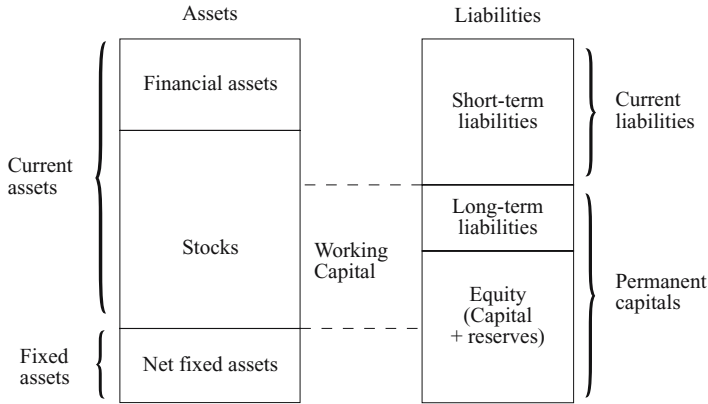 Assets
Liabilities
Financial assets
Short-term
liabilities
Current
liabilities
Current
assets
Long-term
liabilities
Stocks
Working
Capital
Permanent
capitals
Equity
(Capital
+ reserves)
Fixed
assets
Net fixed assets